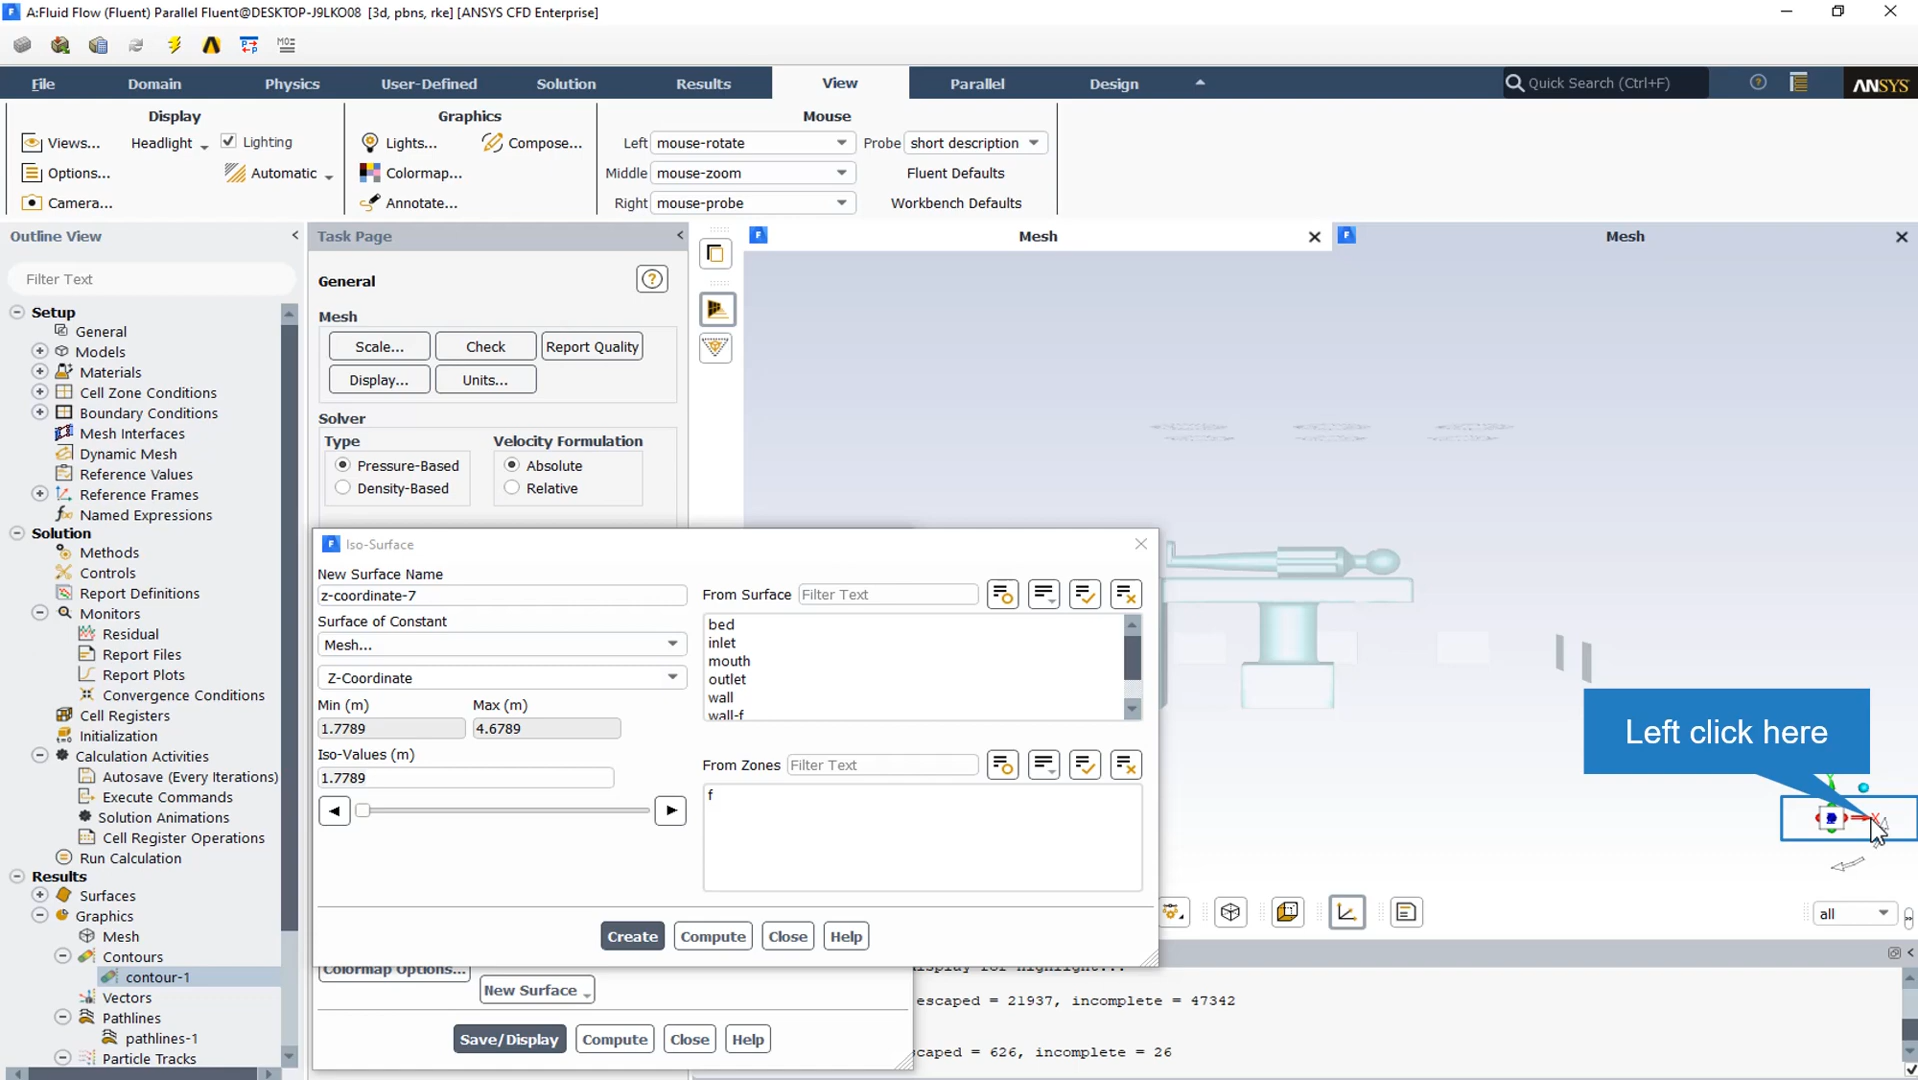 A:Fluid Flow (Fluent) Parallel Fluent@DESKTOP-J9LKO08 [3d, pbns, rke] [ANSYS CFD Enterprise]
File Domain Physics User-Defined Solution Results View Parallel Design Quick Search (Ctrl+F) ANSYS
Display
Views... Headlight Lighting
Options... Automatic
Camera...
Graphics
Lights... Compose...
Colormap...
Annotate...
Mouse
Left mouse-rotate Probe short description
Middle mouse-zoom Fluent Defaults
Right mouse-probe Workbench Defaults
Outline View
Filter Text
Setup
General
Models
Materials
Cell Zone Conditions
Boundary Conditions
Mesh Interfaces
Dynamic Mesh
Reference Values
Reference Frames
Named Expressions
Solution
Methods
Controls
Report Definitions
Monitors
Residual
Report Files
Report Plots
Convergence Conditions
Cell Registers
Initialization
Calculation Activities
Autosave (Every Iterations)
Execute Commands
Solution Animations
Cell Register Operations
Run Calculation
Results
Surfaces
Graphics
Mesh
Contours
contour-1
Vectors
Pathlines
pathlines-1
Particle Tracks
Task Page
General
Mesh
Scale... Check Report Quality
Display... Units...
Solver
Type Velocity Formulation
Pressure-Based Absolute
Density-Based Relative
Mesh Mesh
Iso-Surface
New Surface Name
z-coordinate-7
Surface of Constant
Mesh...
Z-Coordinate
Min (m) Max (m)
1.7789 4.6789
Iso-Values (m)
1.7789
From Surface Filter Text
bed
inlet
mouth
outlet
wall
wall-f
From Zones Filter Text
f
Create Compute Close Help
Colormap Options...
New Surface
Save/Display Compute Close Help
Left click here
X
all
escaped = 21937, incomplete = 47342
caped = 626, incomplete = 26